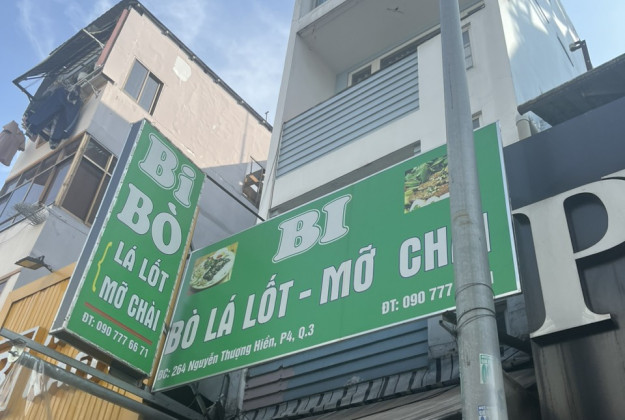 Bi
BÒ
LÁ LỐT
MỠ CHÀI
ĐT: 090 777 66 71
BI
BÒ LÁ LỐT - MỠ CHÀI
ĐT: 090 777 71
ĐC: 264 Nguyễn Thượng Hiền, P4, Q.3
P